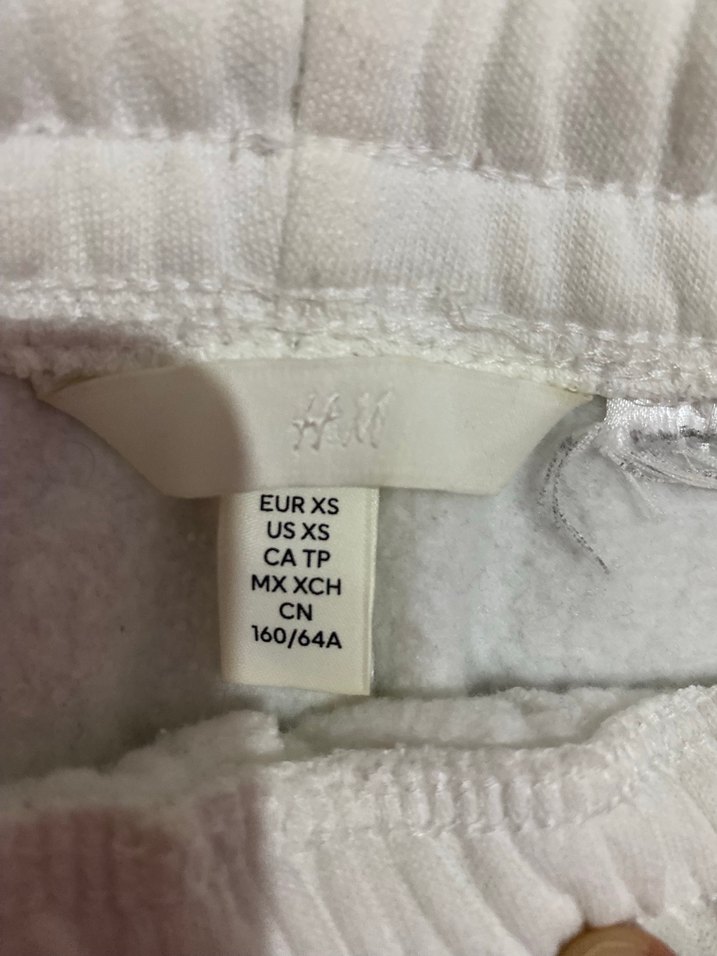 H&M
EUR XS
US XS
CA TP
MX XCH
CN
160/64A